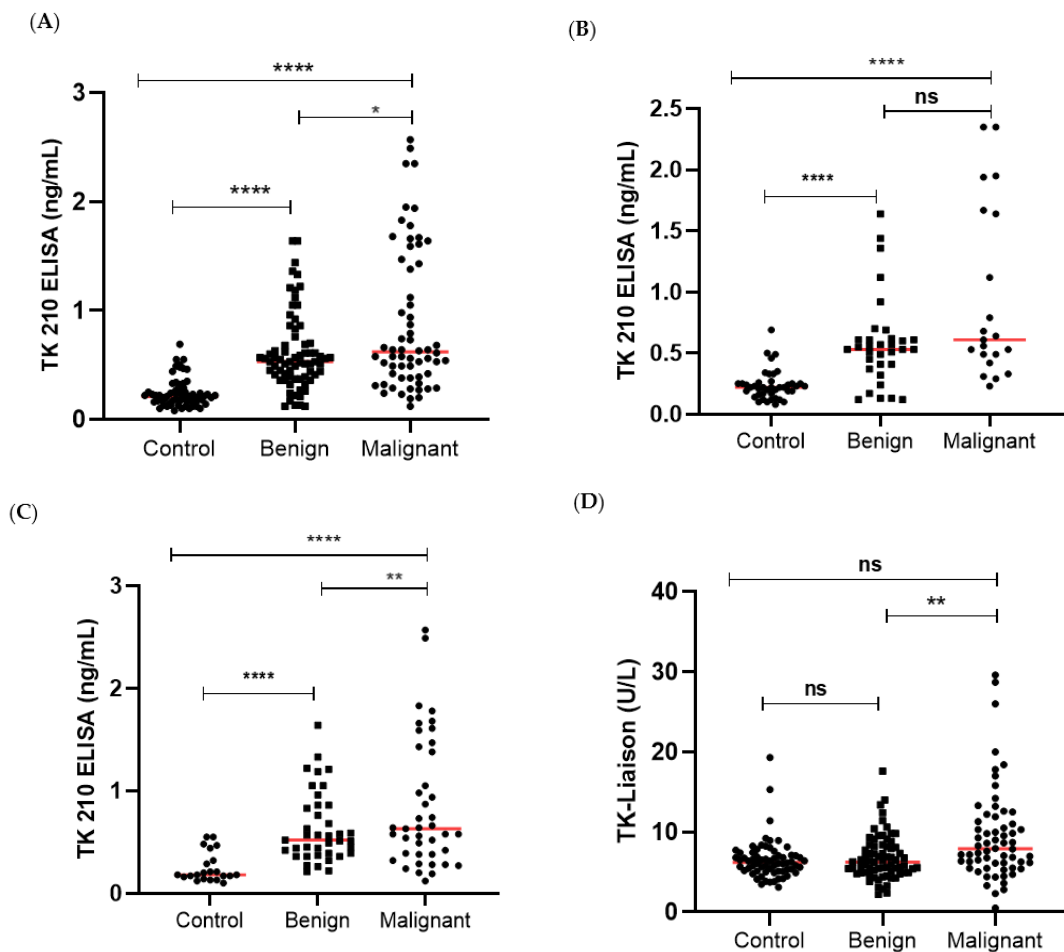 (A)
****
*
****
3
2
1
0
TK 210 ELISA (ng/mL)
Control Benign Malignant
(B)
****
ns
****
2.5
2.0
1.5
1.0
0.5
0.0
TK 210 ELISA (ng/mL)
Control Benign Malignant
(C)
****
**
****
3
2
1
0
TK 210 ELISA (ng/mL)
Control Benign Malignant
(D)
ns
**
ns
40
30
20
10
0
TK-Liaison (U/L)
Control Benign Malignant